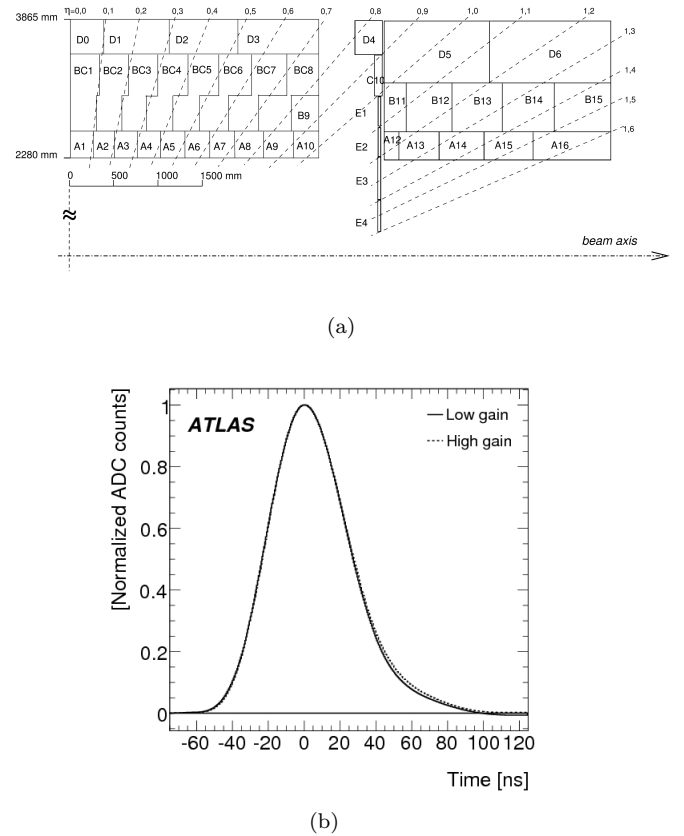 3865 mm η=0,0 0,1 0,2 0,3 0,4 0,5 0,6 0,7 0,8 0,9 1,0 1,1 1,2
1,3
D0 D1 D2 D3 D4 D5 D6
BC1 BC2 BC3 BC4 BC5 BC6 BC7 BC8 C10 1,4
B9 E1 B11 B12 B13 B14 B15 1,5
1,6
2280 mm A1 A2 A3 A4 A5 A6 A7 A8 A9 A10 E2 A12 A13 A14 A15 A16
0 500 1000 1500 mm E3
≈ E4
beam axis
(a)
[Normalized ADC counts]
ATLAS
Low gain
High gain
1
0.8
0.6
0.4
0.2
0
-60 -40 -20 0 20 40 60 80 100 120
Time [ns]
(b)